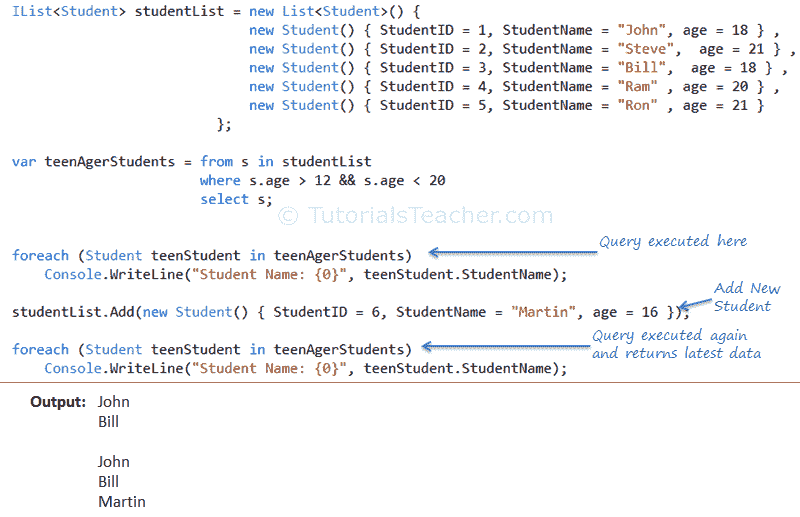 IList<Student> studentList = new List<Student>() {
new Student() { StudentID = 1, StudentName = "John", age = 18 } ,
new Student() { StudentID = 2, StudentName = "Steve",  age = 21 } ,
new Student() { StudentID = 3, StudentName = "Bill",  age = 18 } ,
new Student() { StudentID = 4, StudentName = "Ram" , age = 20 } ,
new Student() { StudentID = 5, StudentName = "Ron" , age = 21 }
};
var teenAgerStudents = from s in studentList
where s.age > 12 && s.age < 20
select s;
© TutorialsTeacher.com
Query executed here
foreach (Student teenStudent in teenAgerStudents)
Console.WriteLine("Student Name: {0}", teenStudent.StudentName);
Add New
Student
studentList.Add(new Student() { StudentID = 6, StudentName = "Martin", age = 16 });
Query executed again
and returns latest data
foreach (Student teenStudent in teenAgerStudents)
Console.WriteLine("Student Name: {0}", teenStudent.StudentName);
Output: John
Bill
John
Bill
Martin